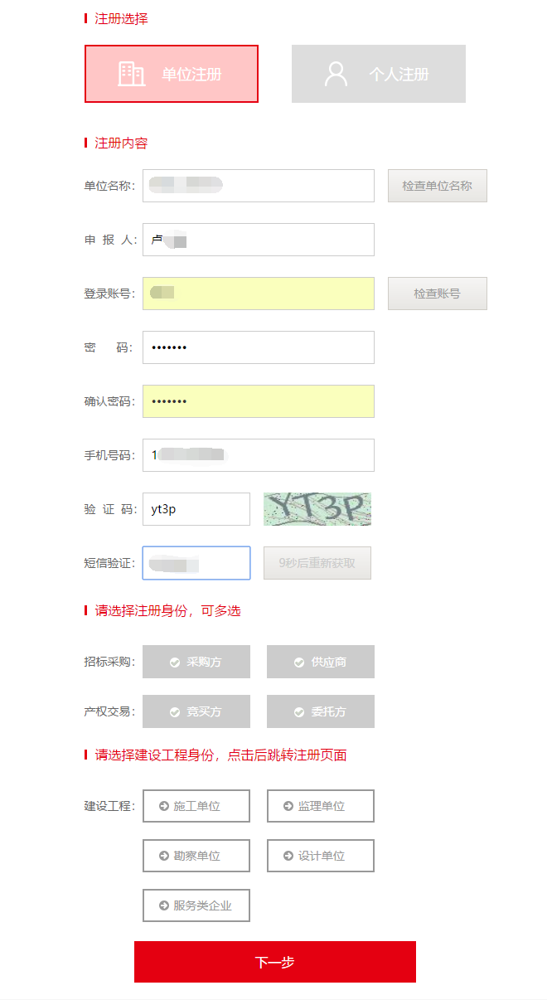 注册选择
单位注册 个人注册
注册内容
单位名称： 检查单位名称
申 报 人： 卢
登录账号： 检查账号
密 码： •••••••
确认密码： •••••••
手机号码： 1
验 证 码： yt3p YT3P
短信验证： 9秒后重新获取
请选择注册身份，可多选
招标采购： 采购方 供应商
产权交易： 竞买方 委托方
请选择建设工程身份，点击后跳转注册页面
建设工程： 施工单位 监理单位
勘察单位 设计单位
服务类企业
下一步